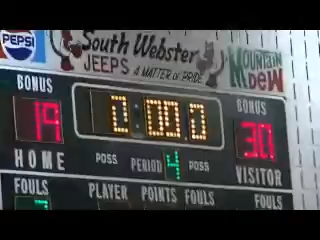 PEPSI
South Webster
JEEPS
A MATTER of PRIDE
MOUNTAIN DEW
BONUS
BONUS
19
0:00.0
30
HOME
POSS
PERIOD 4
POSS
VISITOR
FOULS
PLAYER
POINTS
FOULS
FOULS
7